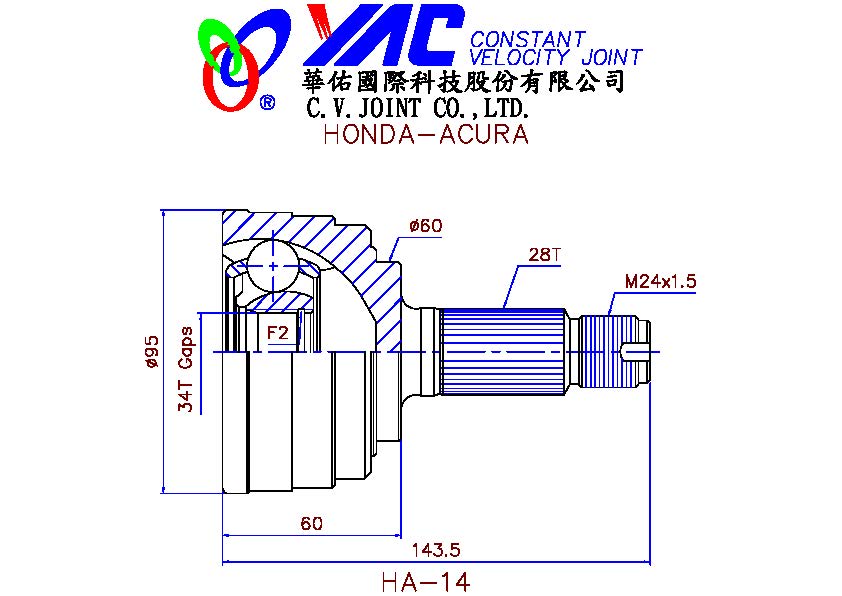 YAC CONSTANT
VELOCITY JOINT
華佑國際科技股份有限公司
®
C.V.JOINT CO.,LTD.
HONDA-ACURA
ø60
28T
M24x1.5
F2
ø95
34T Gaps
60
143.5
HA-14